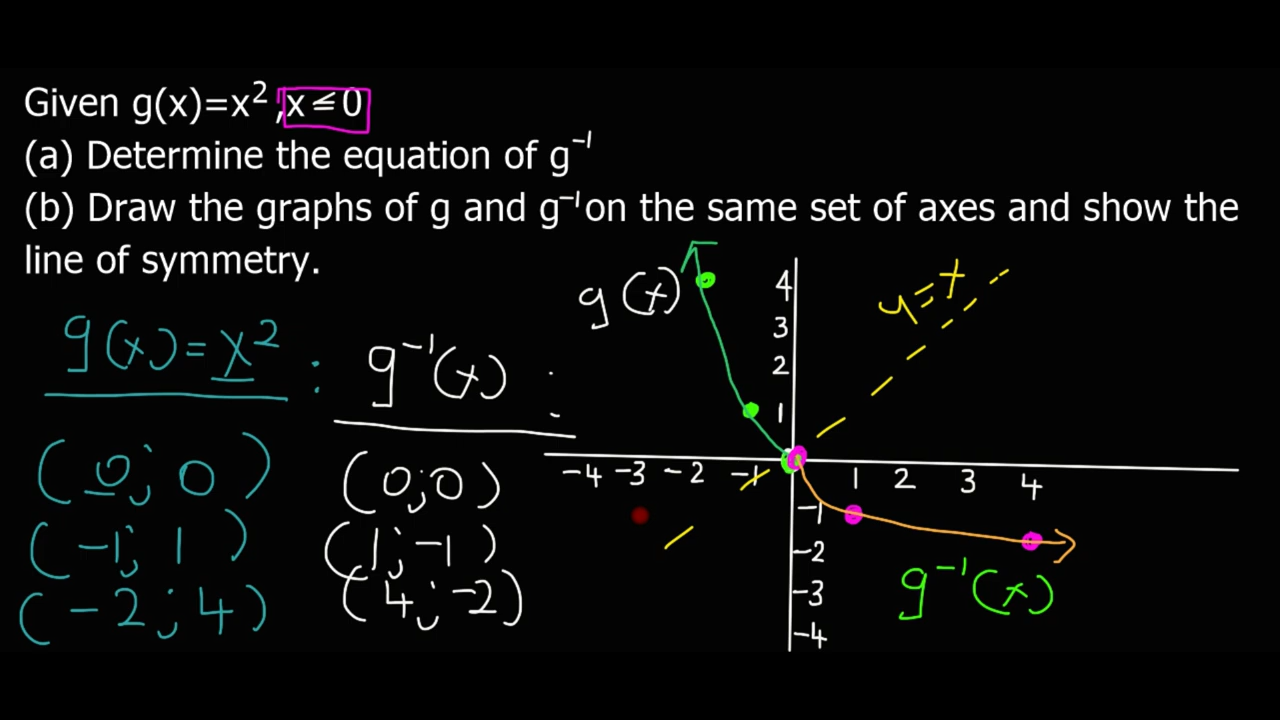 Given g(x)=x², x≤0
(a) Determine the equation of g⁻¹
(b) Draw the graphs of g and g⁻¹ on the same set of axes and show the
line of symmetry.
g(x)=x² :
(0;0)
(-1;1)
(-2;4)
g⁻¹(x) :
(0;0)
(1;-1)
(4;-2)
g(x)
y=x
4
3
2
1
-4 -3 -2 -1 1 2 3 4
-1
-2
-3
-4
g⁻¹(x)